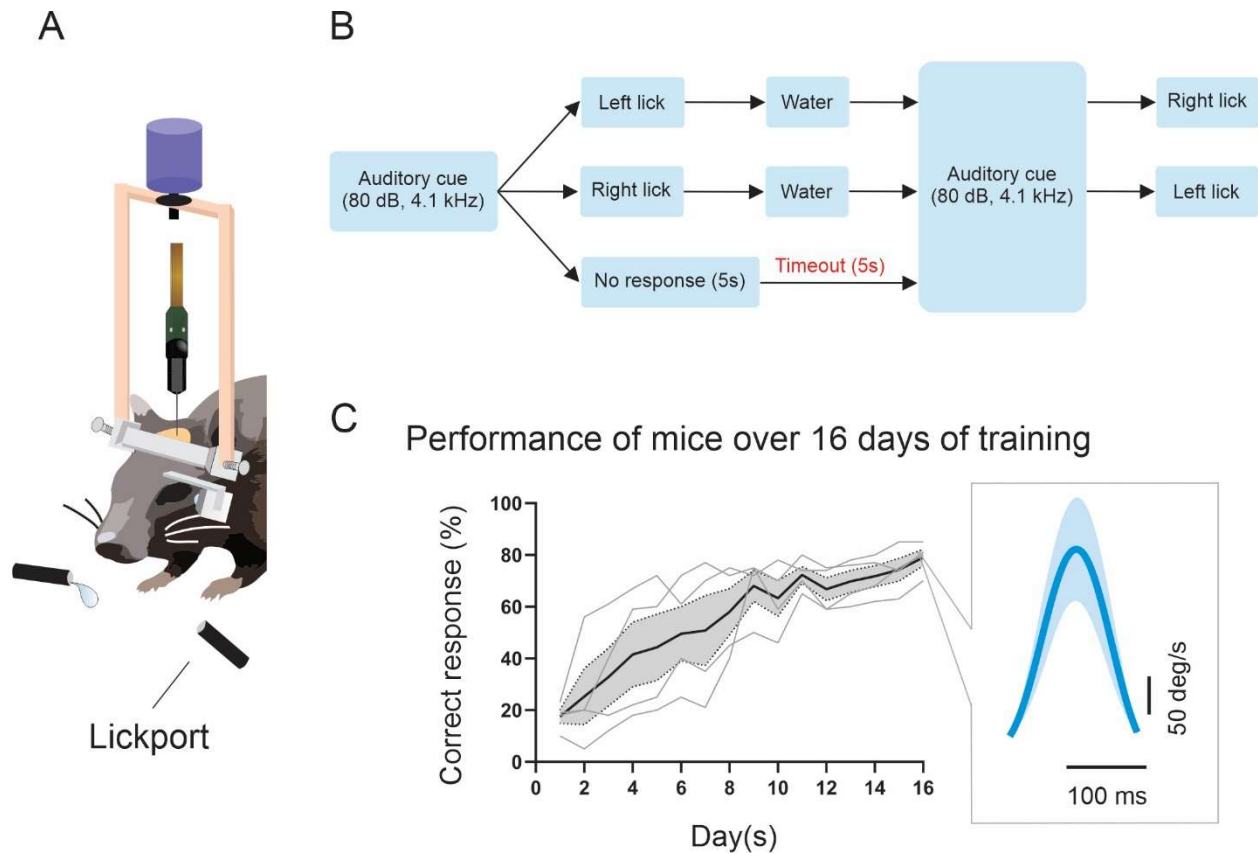 A
Lickport
B
Auditory cue
(80 dB, 4.1 kHz)
Left lick
Water
Right lick
Water
No response (5s)
Timeout (5s)
Auditory cue
(80 dB, 4.1 kHz)
Right lick
Left lick
C
Performance of mice over 16 days of training
Correct response (%)
100
80
60
40
20
0
0 2 4 6 8 10 12 14 16
Day(s)
50 deg/s
100 ms